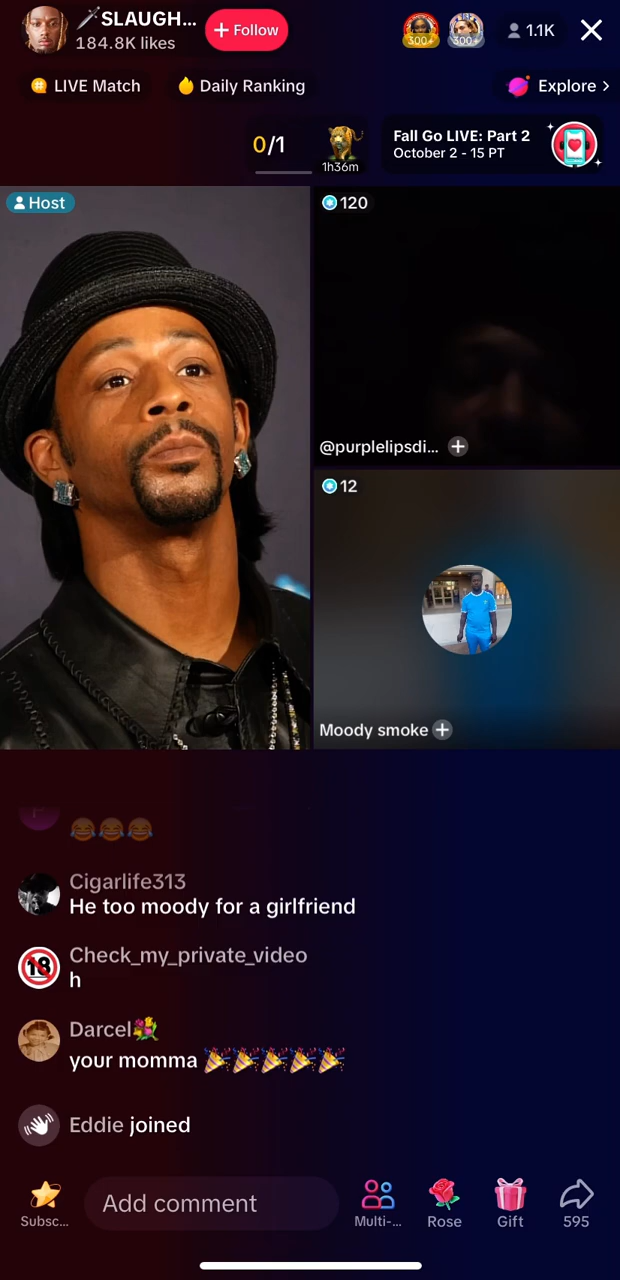 🗡️SLAUGH...
184.8K likes
+ Follow
300+
300+
1.1K
LIVE Match
Daily Ranking
Explore >
0/1
1h36m
Fall Go LIVE: Part 2
October 2 - 15 PT
Host
120
@purplelipsdi...
12
Moody smoke
😂😂😂
Cigarlife313
He too moody for a girlfriend
18
Check_my_private_video
h
Darcel💐
your momma 🎉🎉🎉🎉🎉
Eddie joined
Subsc...
Add comment
Multi-...
Rose
Gift
595